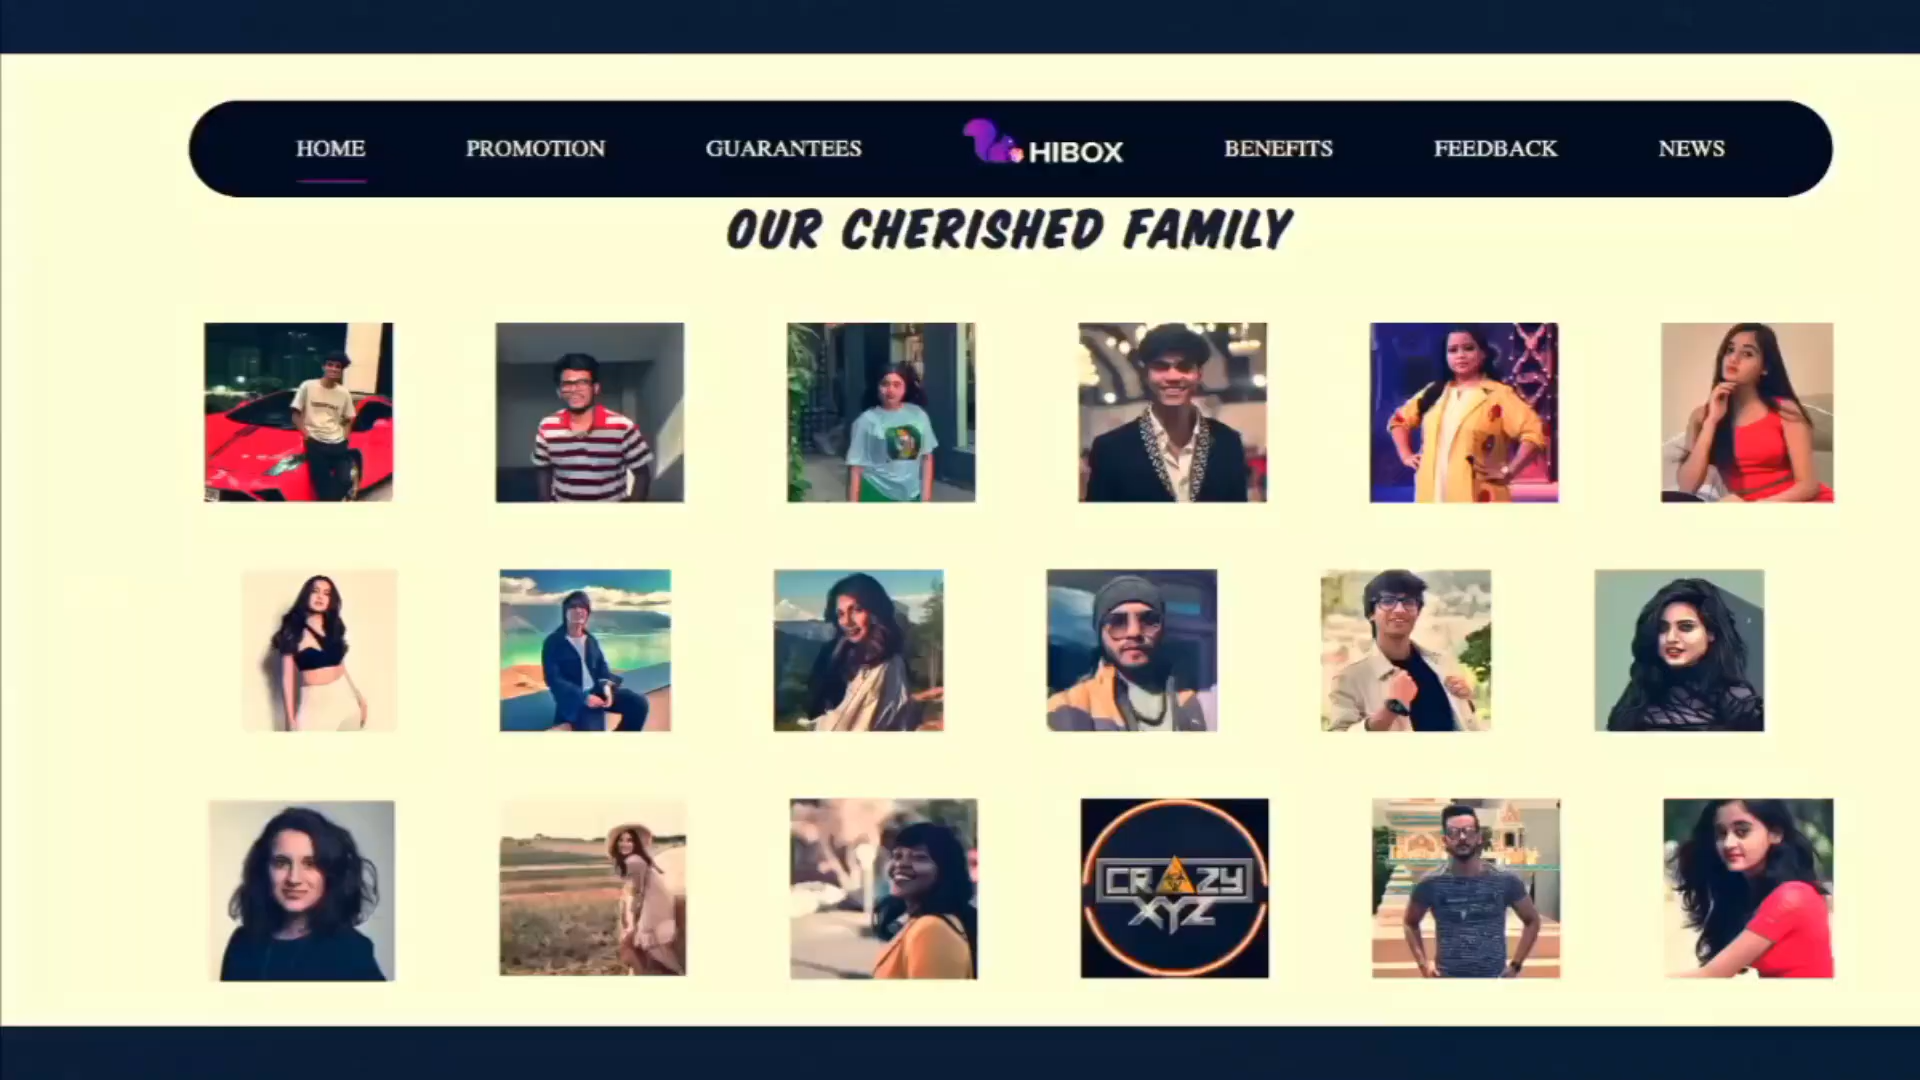 HOME PROMOTION GUARANTEES HIBOX BENEFITS FEEDBACK NEWS
OUR CHERISHED FAMILY
CRAZY
XYZ